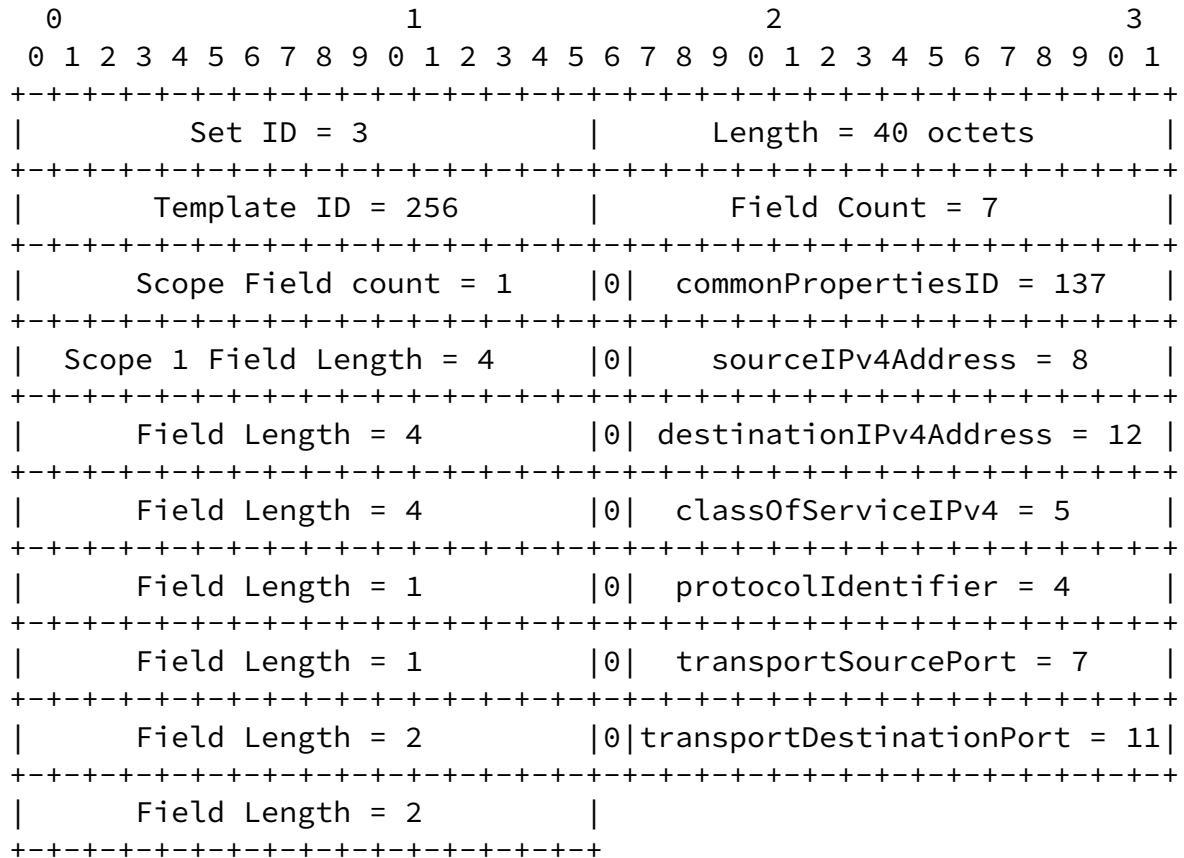 0                   1                   2                   3
 0 1 2 3 4 5 6 7 8 9 0 1 2 3 4 5 6 7 8 9 0 1 2 3 4 5 6 7 8 9 0 1
+-+-+-+-+-+-+-+-+-+-+-+-+-+-+-+-+-+-+-+-+-+-+-+-+-+-+-+-+-+-+-+-+
|         Set ID = 3            |      Length = 40 octets       |
+-+-+-+-+-+-+-+-+-+-+-+-+-+-+-+-+-+-+-+-+-+-+-+-+-+-+-+-+-+-+-+-+
|       Template ID = 256       |       Field Count = 7         |
+-+-+-+-+-+-+-+-+-+-+-+-+-+-+-+-+-+-+-+-+-+-+-+-+-+-+-+-+-+-+-+-+
|      Scope Field count = 1    |0|  commonPropertiesID = 137   |
+-+-+-+-+-+-+-+-+-+-+-+-+-+-+-+-+-+-+-+-+-+-+-+-+-+-+-+-+-+-+-+-+
|  Scope 1 Field Length = 4     |0|    sourceIPv4Address = 8    |
+-+-+-+-+-+-+-+-+-+-+-+-+-+-+-+-+-+-+-+-+-+-+-+-+-+-+-+-+-+-+-+-+
|      Field Length = 4         |0| destinationIPv4Address = 12 |
+-+-+-+-+-+-+-+-+-+-+-+-+-+-+-+-+-+-+-+-+-+-+-+-+-+-+-+-+-+-+-+-+
|      Field Length = 4         |0|  classOfServiceIPv4 = 5     |
+-+-+-+-+-+-+-+-+-+-+-+-+-+-+-+-+-+-+-+-+-+-+-+-+-+-+-+-+-+-+-+-+
|      Field Length = 1         |0|  protocolIdentifier = 4     |
+-+-+-+-+-+-+-+-+-+-+-+-+-+-+-+-+-+-+-+-+-+-+-+-+-+-+-+-+-+-+-+-+
|      Field Length = 1         |0|  transportSourcePort = 7    |
+-+-+-+-+-+-+-+-+-+-+-+-+-+-+-+-+-+-+-+-+-+-+-+-+-+-+-+-+-+-+-+-+
|      Field Length = 2         |0|transportDestinationPort = 11|
+-+-+-+-+-+-+-+-+-+-+-+-+-+-+-+-+-+-+-+-+-+-+-+-+-+-+-+-+-+-+-+-+
|      Field Length = 2         |
+-+-+-+-+-+-+-+-+-+-+-+-+-+-+-+-+